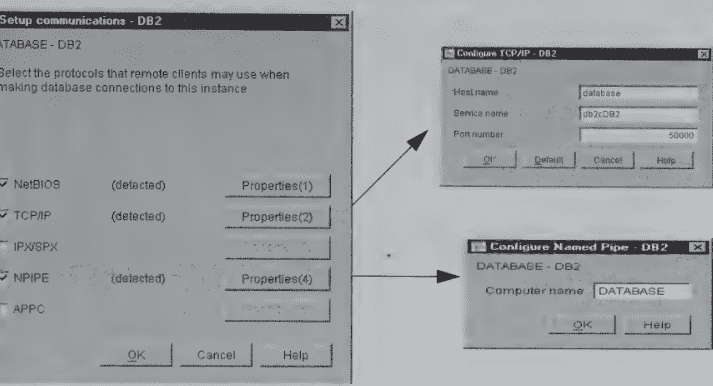 Setup communications - DB2
ATABASE - DB2
Select the protocols that remote clients may use when
making database connections to this instance
NetBIOS (detected) Properties(1)
TCP/IP (detected) Properties(2)
IPX/SPX
NPIPE (detected) Properties(4)
APPC
OK Cancel Help
Configure TCP/IP - DB2
DATABASE - DB2
Host name database
Service name db2cDB2
Port number 50000
OK Default Cancel Help
Configure Named Pipe - DB2
DATABASE - DB2
Computer name DATABASE
OK Help